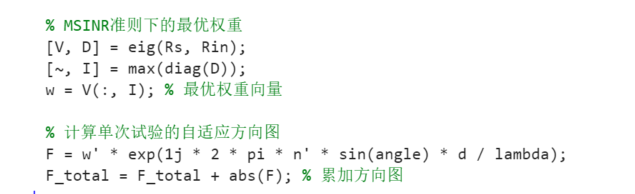 % MSINR准则下的最优权重
[V, D] = eig(Rs, Rin);
[~, I] = max(diag(D));
w = V(:, I); % 最优权重向量
% 计算单次试验的自适应方向图
F = w' * exp(1j * 2 * pi * n' * sin(angle) * d / lambda);
F_total = F_total + abs(F); % 累加方向图